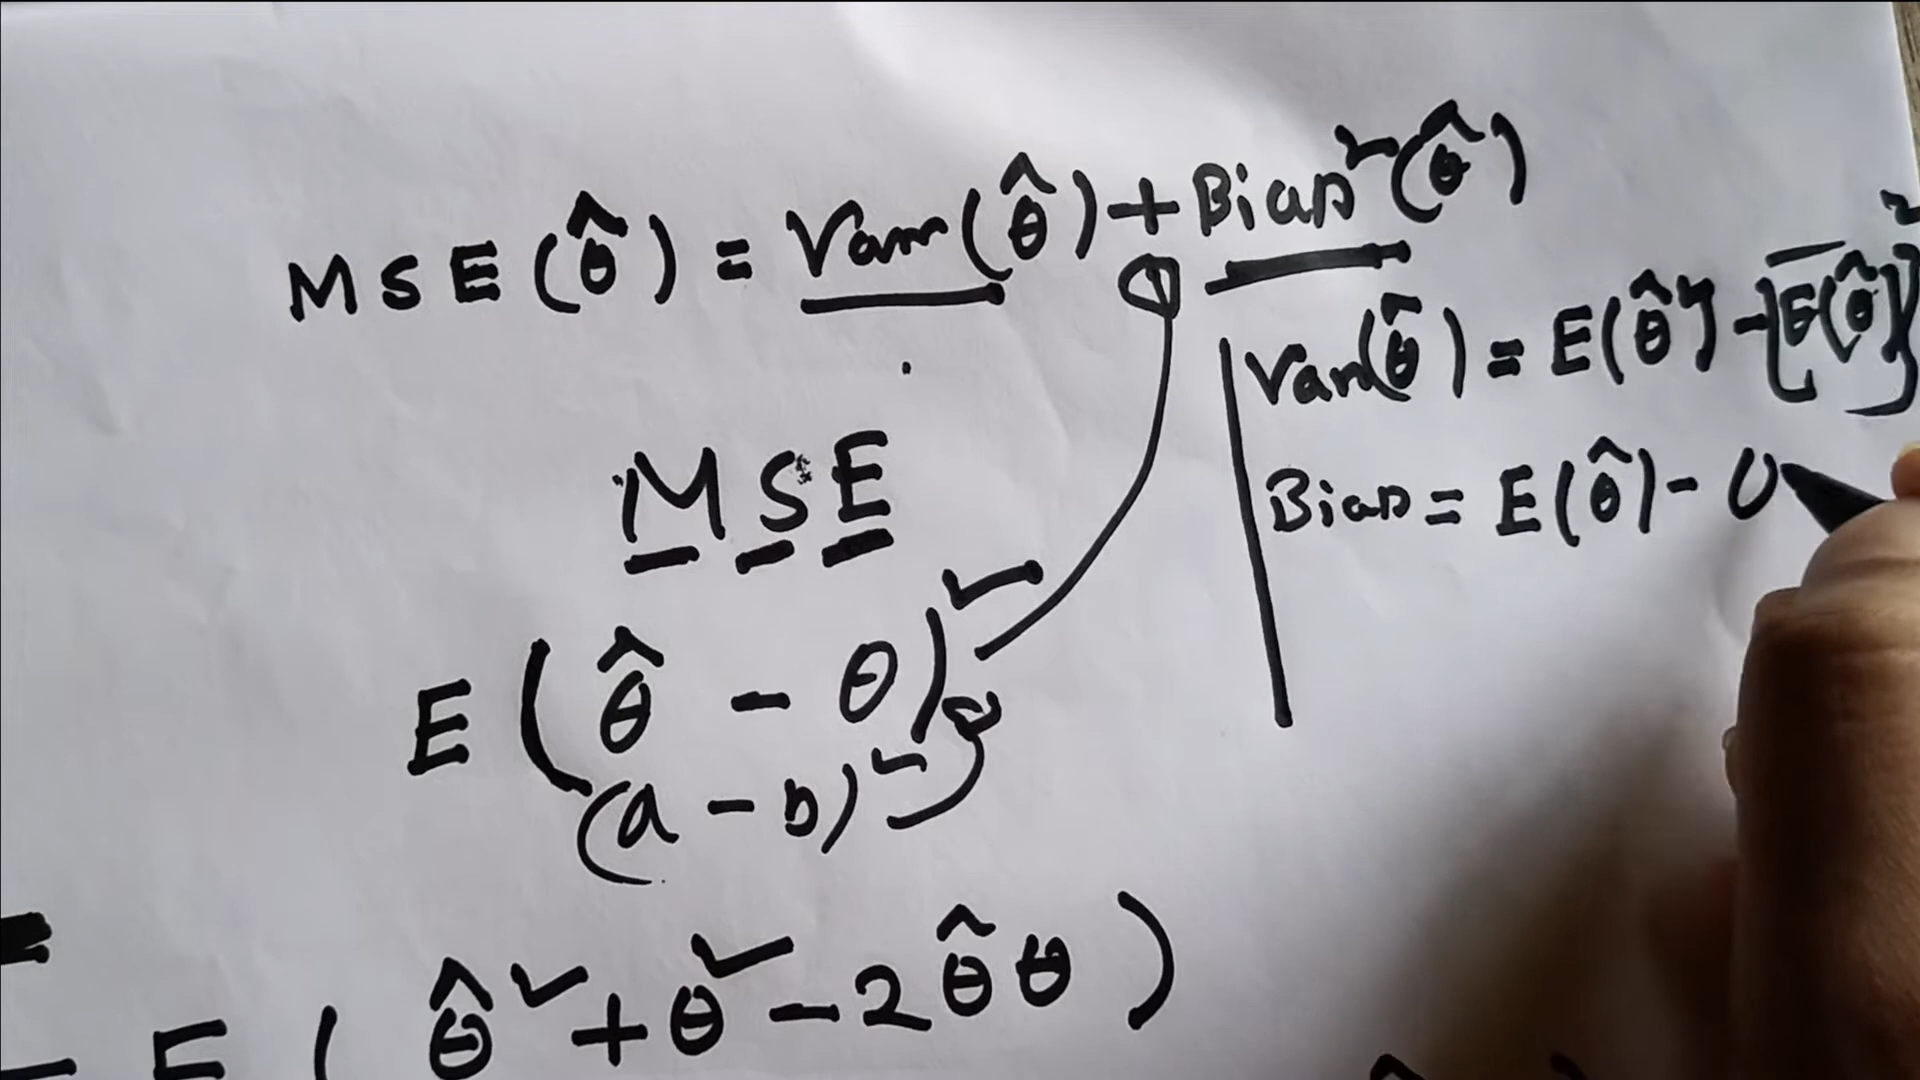 MSE(θ̂) = Var(θ̂) + Bias²(θ̂)
Var(θ̂) = E(θ̂²) - [E(θ̂)]²
Bias = E(θ̂) - θ
MSE
E(θ̂ - θ)²
(a - b)²
= E(θ̂² + θ² - 2θ̂θ)